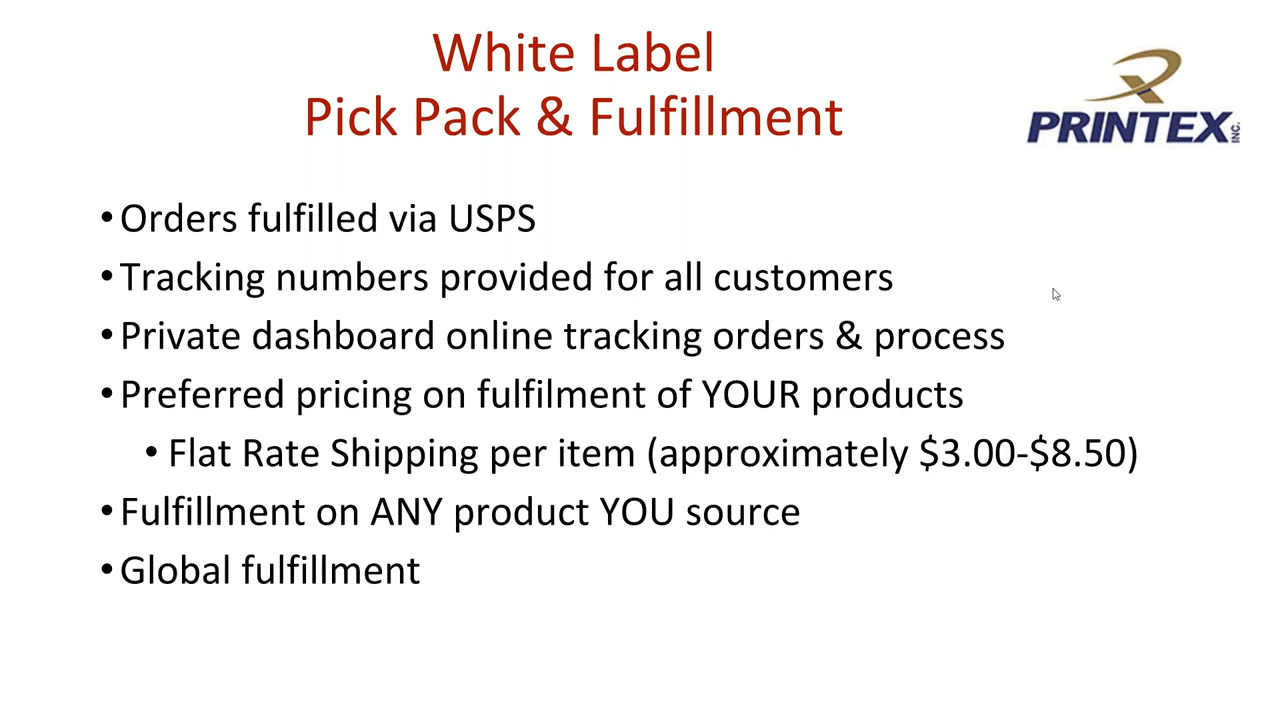 White Label
Pick Pack & Fulfillment
PRINTEX INC.
•Orders fulfilled via USPS
•Tracking numbers provided for all customers
•Private dashboard online tracking orders & process
•Preferred pricing on fulfilment of YOUR products
•Flat Rate Shipping per item (approximately $3.00-$8.50)
•Fulfillment on ANY product YOU source
•Global fulfillment